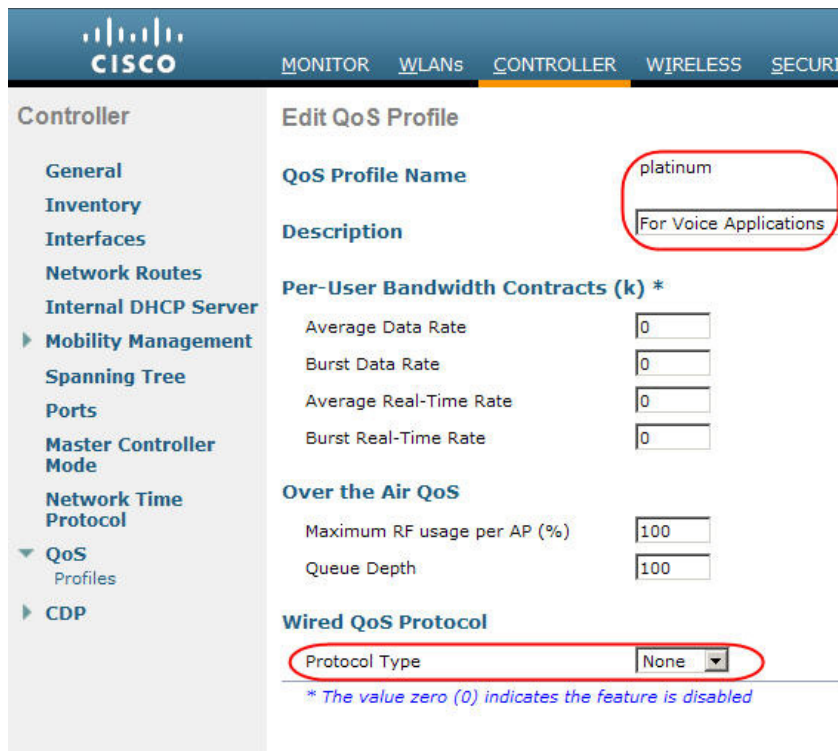 CISCO
MONITOR WLANs CONTROLLER WIRELESS SECURI
Controller
General
Inventory
Interfaces
Network Routes
Internal DHCP Server
Mobility Management
Spanning Tree
Ports
Master Controller
Mode
Network Time
Protocol
QoS
Profiles
CDP
Edit QoS Profile
QoS Profile Name platinum
Description For Voice Applications
Per-User Bandwidth Contracts (k) *
Average Data Rate 0
Burst Data Rate 0
Average Real-Time Rate 0
Burst Real-Time Rate 0
Over the Air QoS
Maximum RF usage per AP (%) 100
Queue Depth 100
Wired QoS Protocol
Protocol Type None
* The value zero (0) indicates the feature is disabled